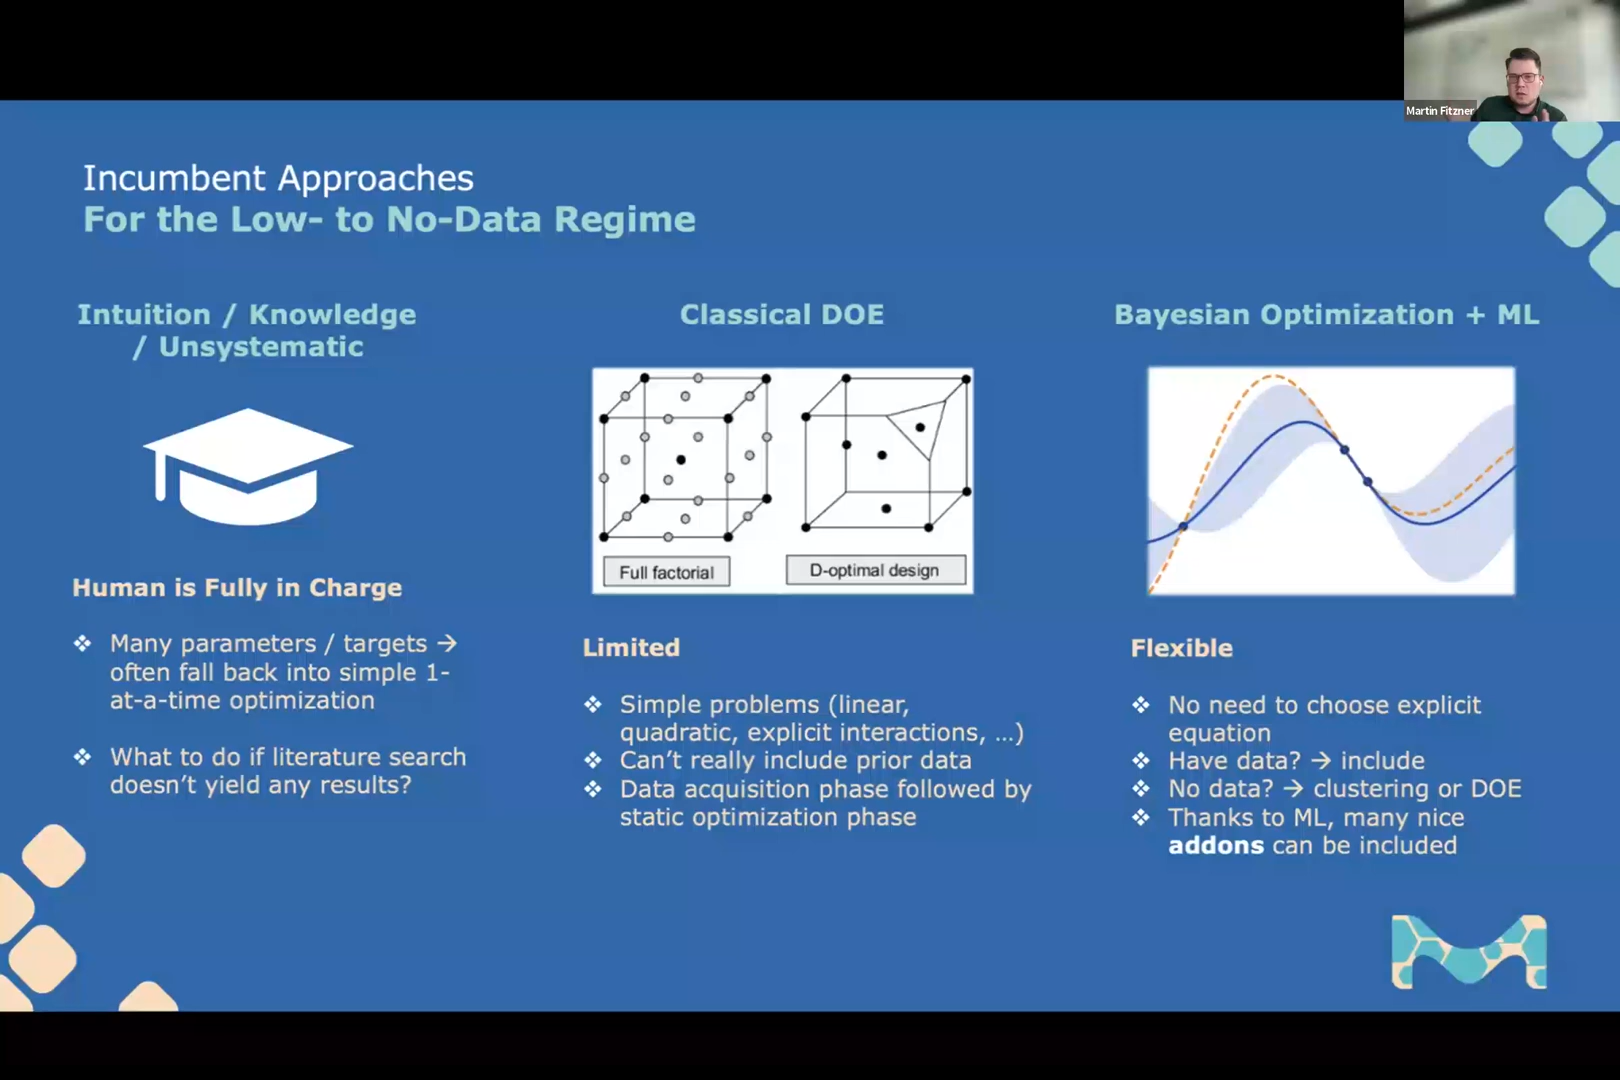 Martin Fitzner
Incumbent Approaches
For the Low- to No-Data Regime
Intuition / Knowledge
/ Unsystematic
Human is Fully in Charge
❖ Many parameters / targets →
often fall back into simple 1-
at-a-time optimization
❖ What to do if literature search
doesn't yield any results?
Classical DOE
Full factorial
D-optimal design
Limited
❖ Simple problems (linear,
quadratic, explicit interactions, ...)
❖ Can't really include prior data
❖ Data acquisition phase followed by
static optimization phase
Bayesian Optimization + ML
Flexible
❖ No need to choose explicit
equation
❖ Have data? → include
❖ No data? → clustering or DOE
❖ Thanks to ML, many nice
addons can be included